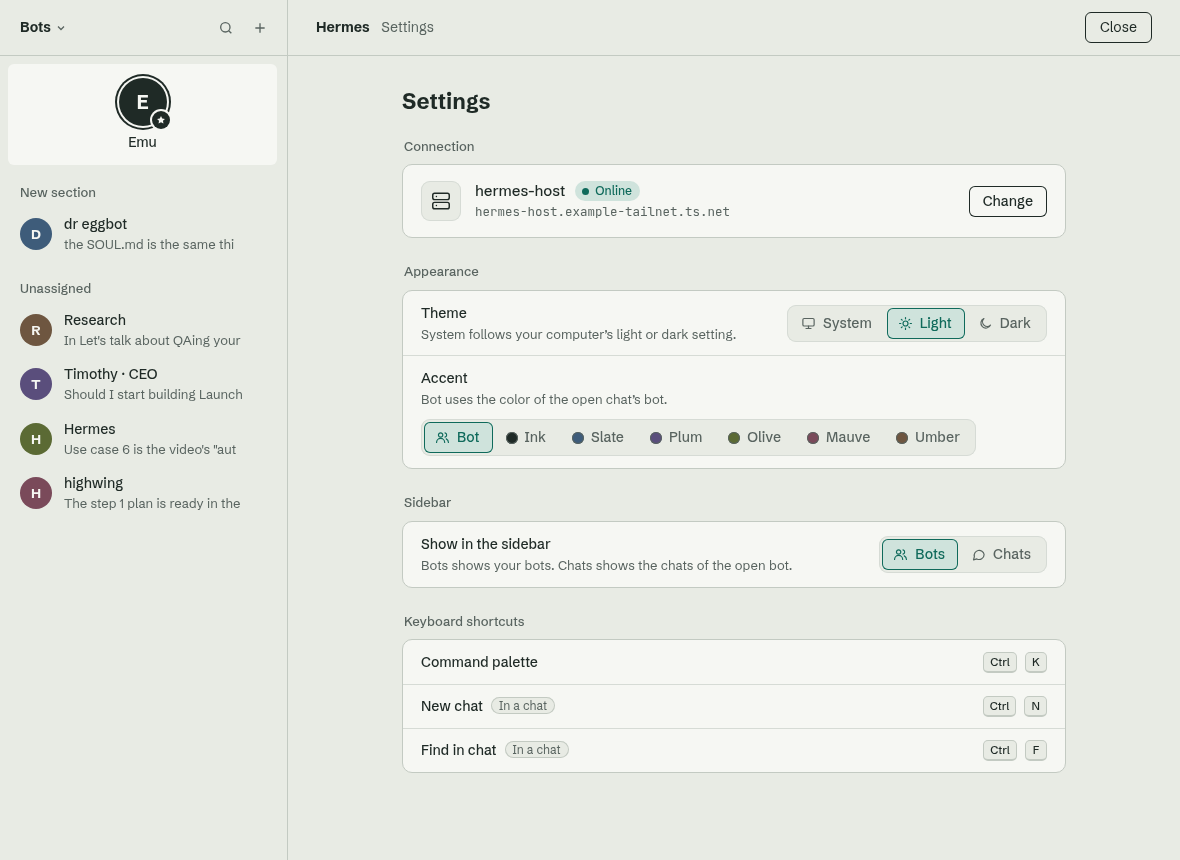 Bots
Hermes Settings
Close
E
Emu
New section
D
dr eggbot
the SOUL.md is the same thi
Unassigned
R
Research
In Let's talk about QAing your
T
Timothy · CEO
Should I start building Launch
H
Hermes
Use case 6 is the video's "aut
H
highwing
The step 1 plan is ready in the
Settings
Connection
hermes-host Online
hermes-host.example-tailnet.ts.net
Change
Appearance
Theme
System follows your computer's light or dark setting.
System Light Dark
Accent
Bot uses the color of the open chat's bot.
Bot Ink Slate Plum Olive Mauve Umber
Sidebar
Show in the sidebar
Bots shows your bots. Chats shows the chats of the open bot.
Bots Chats
Keyboard shortcuts
Command palette Ctrl K
New chat In a chat Ctrl N
Find in chat In a chat Ctrl F